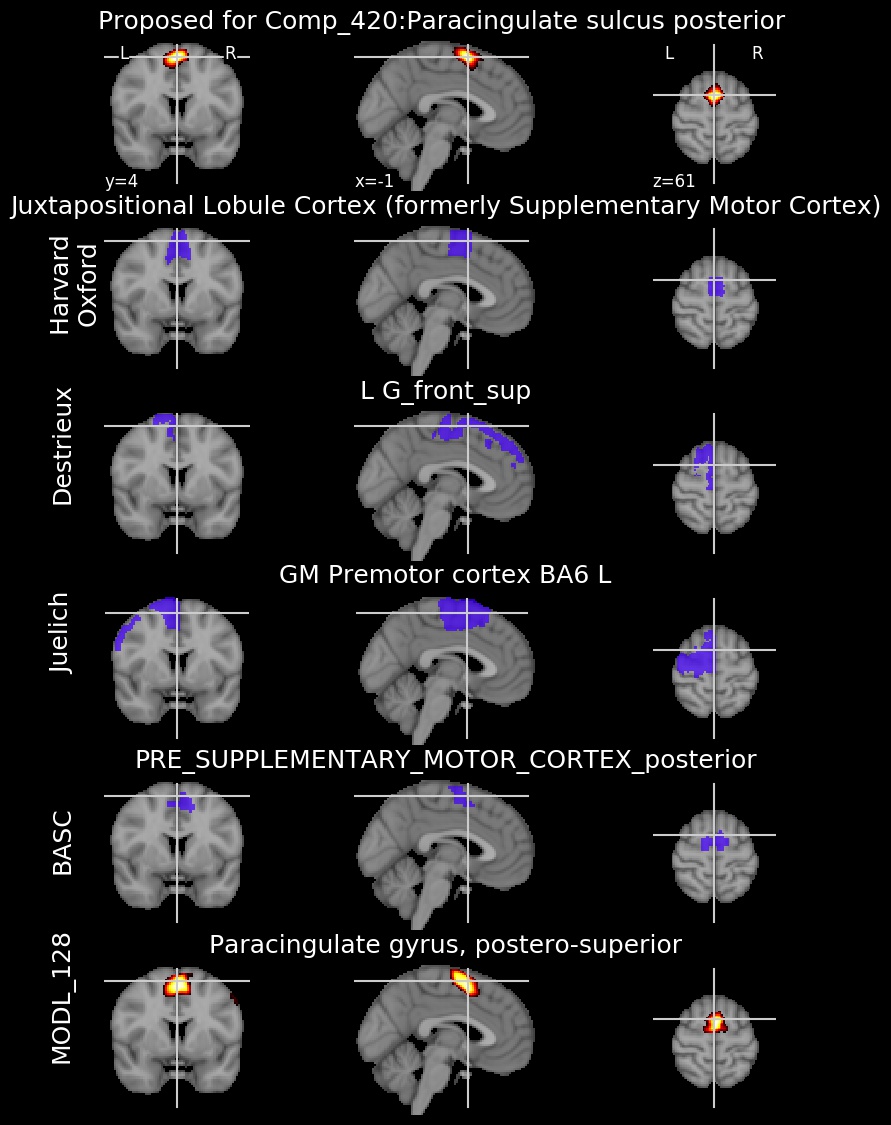 Proposed for Comp_420:Paracingulate sulcus posterior
L R
L R
y=4 x=-1 z=61
Juxtapositional Lobule Cortex (formerly Supplementary Motor Cortex)
Harvard
Oxford
L G_front_sup
Destrieux
GM Premotor cortex BA6 L
Juelich
PRE_SUPPLEMENTARY_MOTOR_CORTEX_posterior
BASC
Paracingulate gyrus, postero-superior
MODL_128